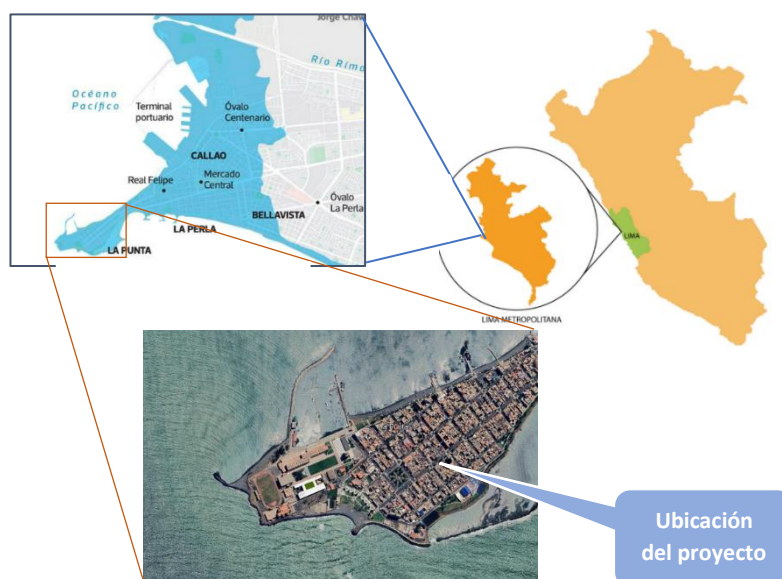 Jorge Chav
Río Rima
Océano
Pacífico
Terminal
portuario
Óvalo
Centenario
CALLAO
Real Felipe
Mercado
Central
Óvalo
La Perla
BELLAVISTA
LA PERLA
LA PUNTA
LIMA
LIMA METROPOLITANA
Ubicación
del proyecto